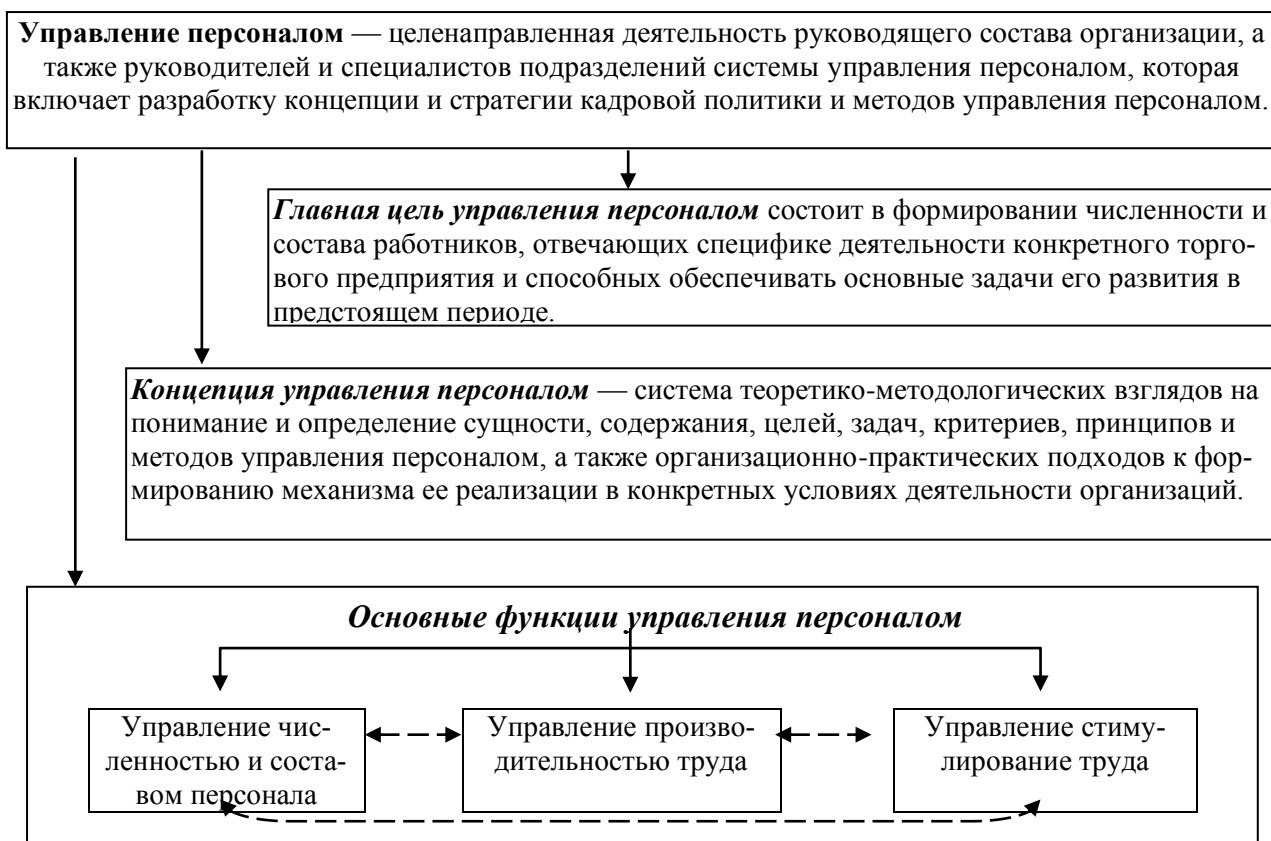 Управление персоналом — целенаправленная деятельность руководящего состава организации, а
также руководителей и специалистов подразделений системы управления персоналом, которая
включает разработку концепции и стратегии кадровой политики и методов управления персоналом.
Главная цель управления персоналом состоит в формировании численности и
состава работников, отвечающих специфике деятельности конкретного торго-
вого предприятия и способных обеспечивать основные задачи его развития в
предстоящем периоде.
Концепция управления персоналом — система теоретико-методологических взглядов на
понимание и определение сущности, содержания, целей, задач, критериев, принципов и
методов управления персоналом, а также организационно-практических подходов к фор-
мированию механизма ее реализации в конкретных условиях деятельности организаций.
Основные функции управления персоналом
Управление чис-
ленностью и соста-
вом персонала
Управление произво-
дительностью труда
Управление стиму-
лирование труда